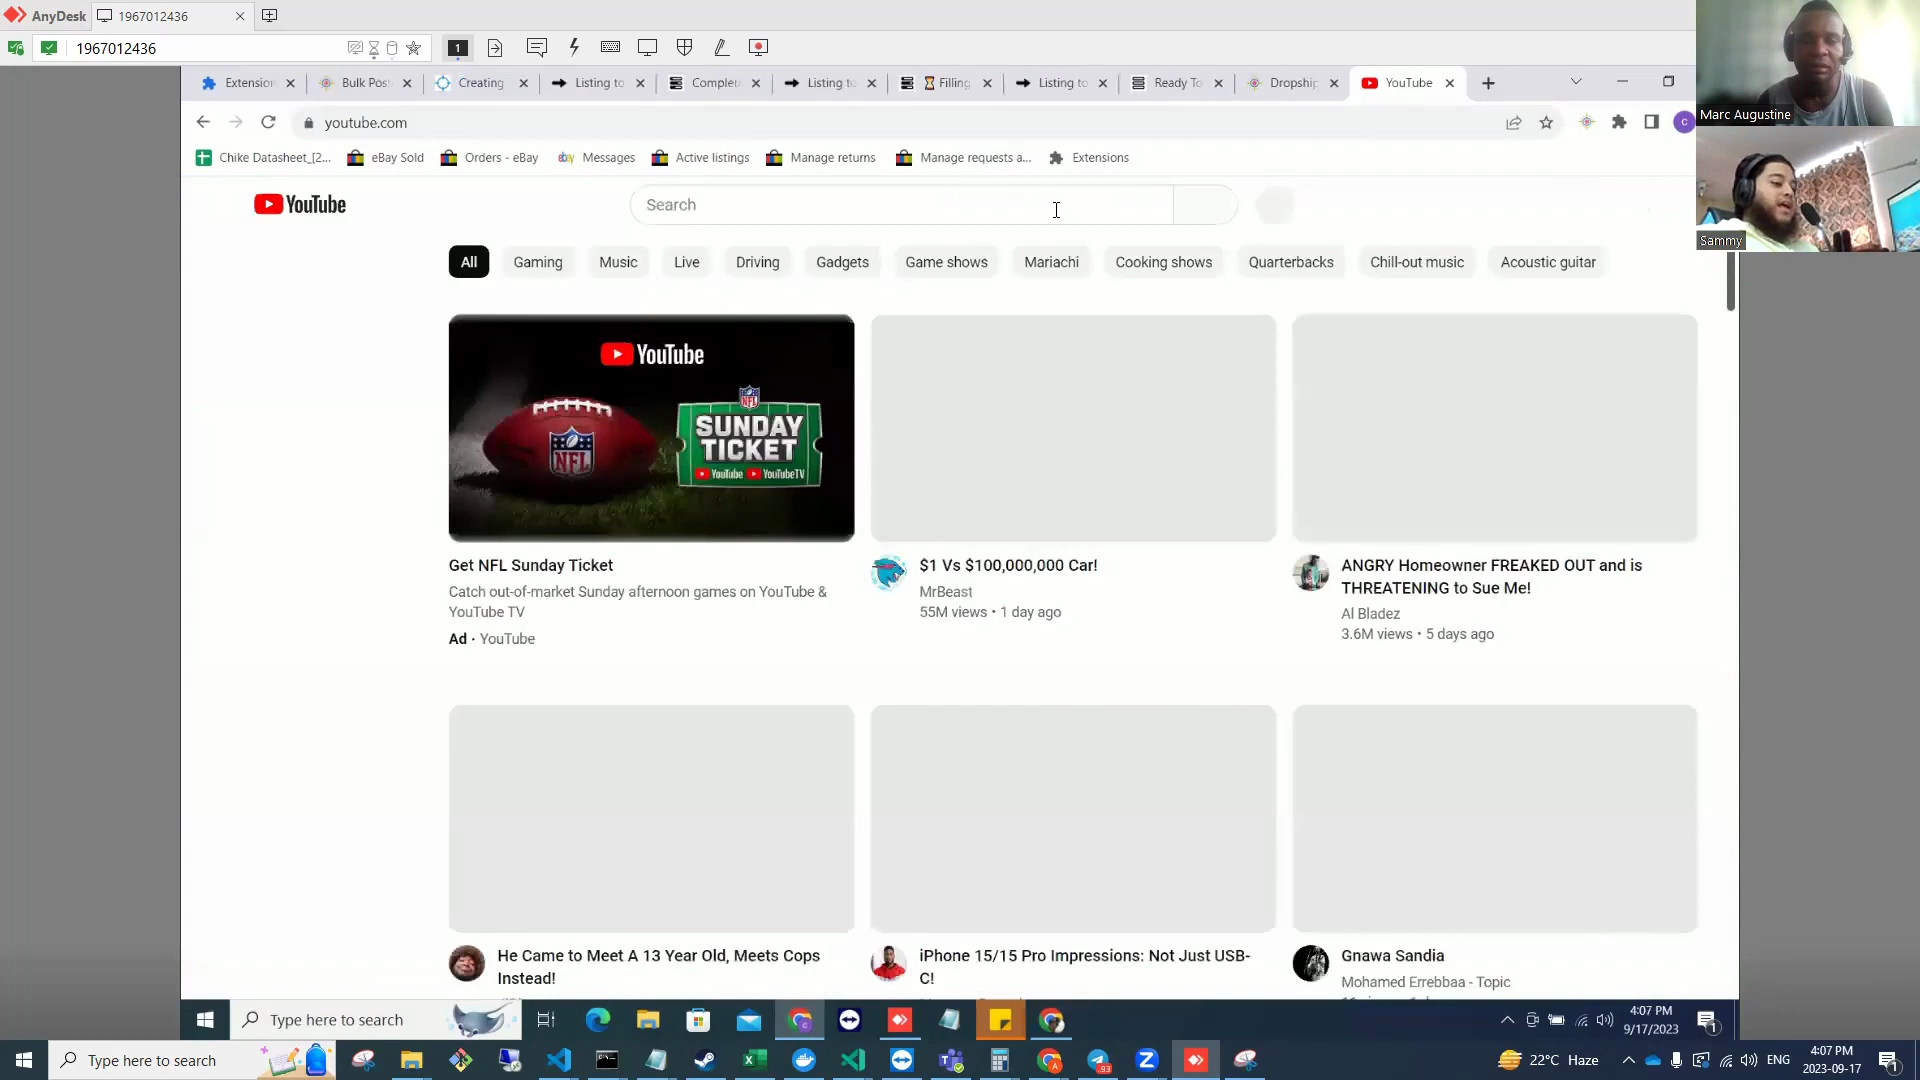 AnyDesk
1967012436
1967012436
1
Extension
Bulk Post
Creating
Listing to
Complet
Listing to
Filling
Listing to
Ready To
Dropship
YouTube
youtube.com
C
Chike Datasheet_[2...
eBay Sold
Orders - eBay
Messages
Active listings
Manage returns
Manage requests a...
Extensions
Marc Augustine
Sammy
YouTube
Search
All
Gaming
Music
Live
Driving
Gadgets
Game shows
Mariachi
Cooking shows
Quarterbacks
Chill-out music
Acoustic guitar
YouTube
NFL
NFL
SUNDAY
TICKET
YouTube YouTubeTV
Get NFL Sunday Ticket
Catch out-of-market Sunday afternoon games on YouTube &
YouTube TV
Ad · YouTube
$1 Vs $100,000,000 Car!
MrBeast
55M views • 1 day ago
ANGRY Homeowner FREAKED OUT and is
THREATENING to Sue Me!
Al Bladez
3.6M views • 5 days ago
He Came to Meet A 13 Year Old, Meets Cops
Instead!
iPhone 15/15 Pro Impressions: Not Just USB-
C!
Gnawa Sandia
Mohamed Errebbaa - Topic
Type here to search
4:07 PM
9/17/2023
1
Type here to search
22°C Haze
ENG
4:07 PM
2023-09-17
1